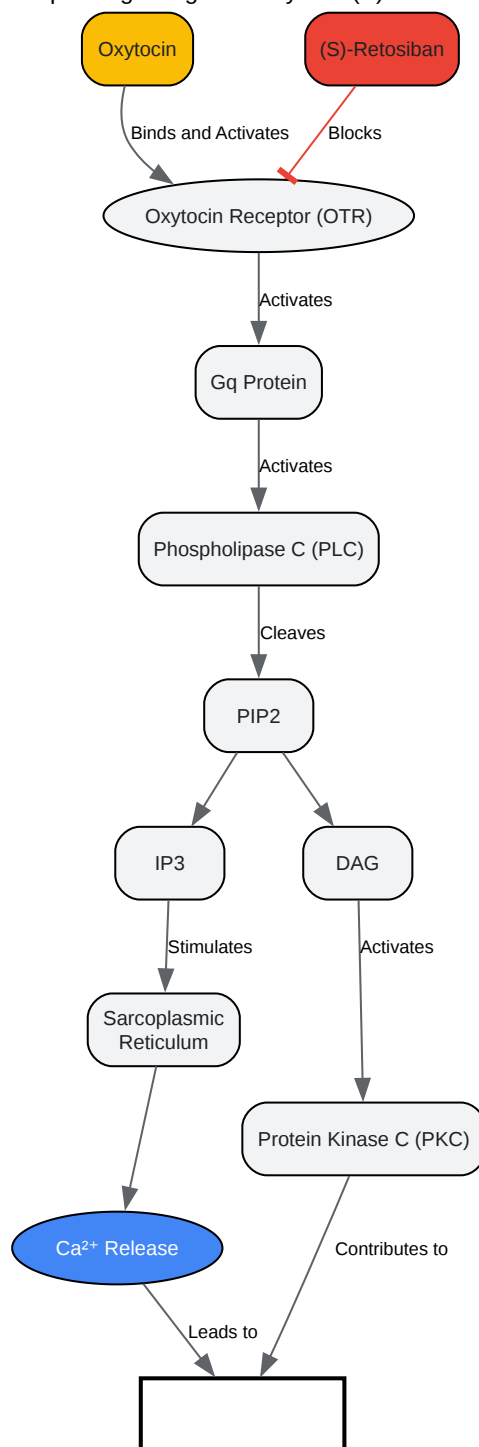 Oxytocin
(S)-Retosiban
Binds and Activates
Blocks
Oxytocin Receptor (OTR)
Activates
Gq Protein
Activates
Phospholipase C (PLC)
Cleaves
PIP2
IP3
DAG
Stimulates
Activates
Sarcoplasmic
Reticulum
Protein Kinase C (PKC)
Ca²⁺ Release
Contributes to
Leads to